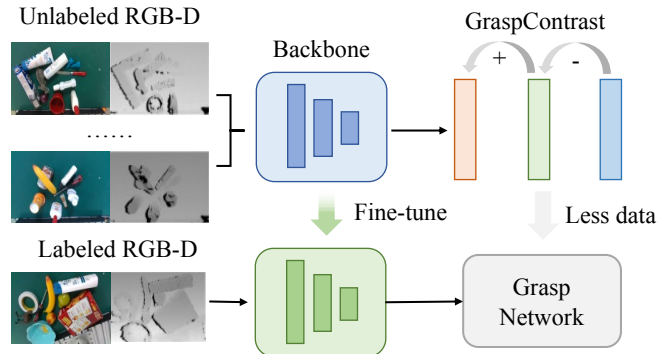 Unlabeled RGB-D
Backbone
GraspContrast
+
-
......
Fine-tune
Less data
Labeled RGB-D
Grasp
Network